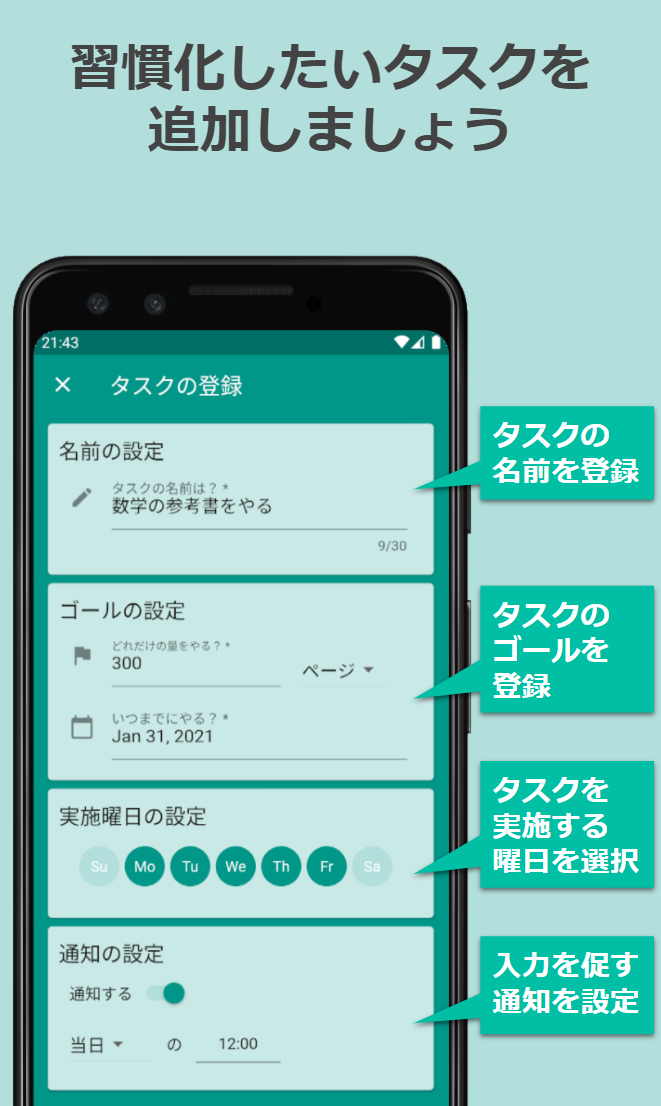 習慣化したいタスクを
追加しましょう
21:43
タスクの登録
名前の設定
タスクの名前は？ *
数学の参考書をやる
9/30
タスクの
名前を登録
ゴールの設定
どれだけの量をやる？ *
300
ページ
いつまでにやる？ *
Jan 31, 2021
タスクの
ゴールを
登録
実施曜日の設定
Su Mo Tu We Th Fr Sa
タスクを
実施する
曜日を選択
通知の設定
通知する
当日 の 12:00
入力を促す
通知を設定